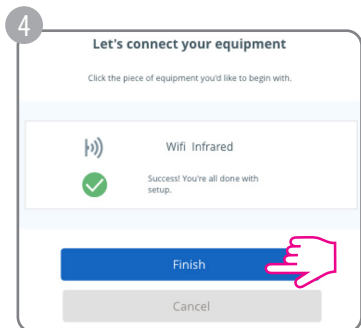 4
Let's connect your equipment
Click the piece of equipment you'd like to begin with.
Wifi Infrared
Success! You're all done with
setup.
Finish
Cancel